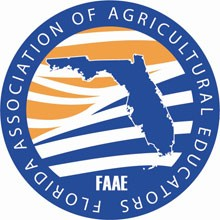 FLORIDA ASSOCIATION OF AGRICULTURAL EDUCATORS
FAAE